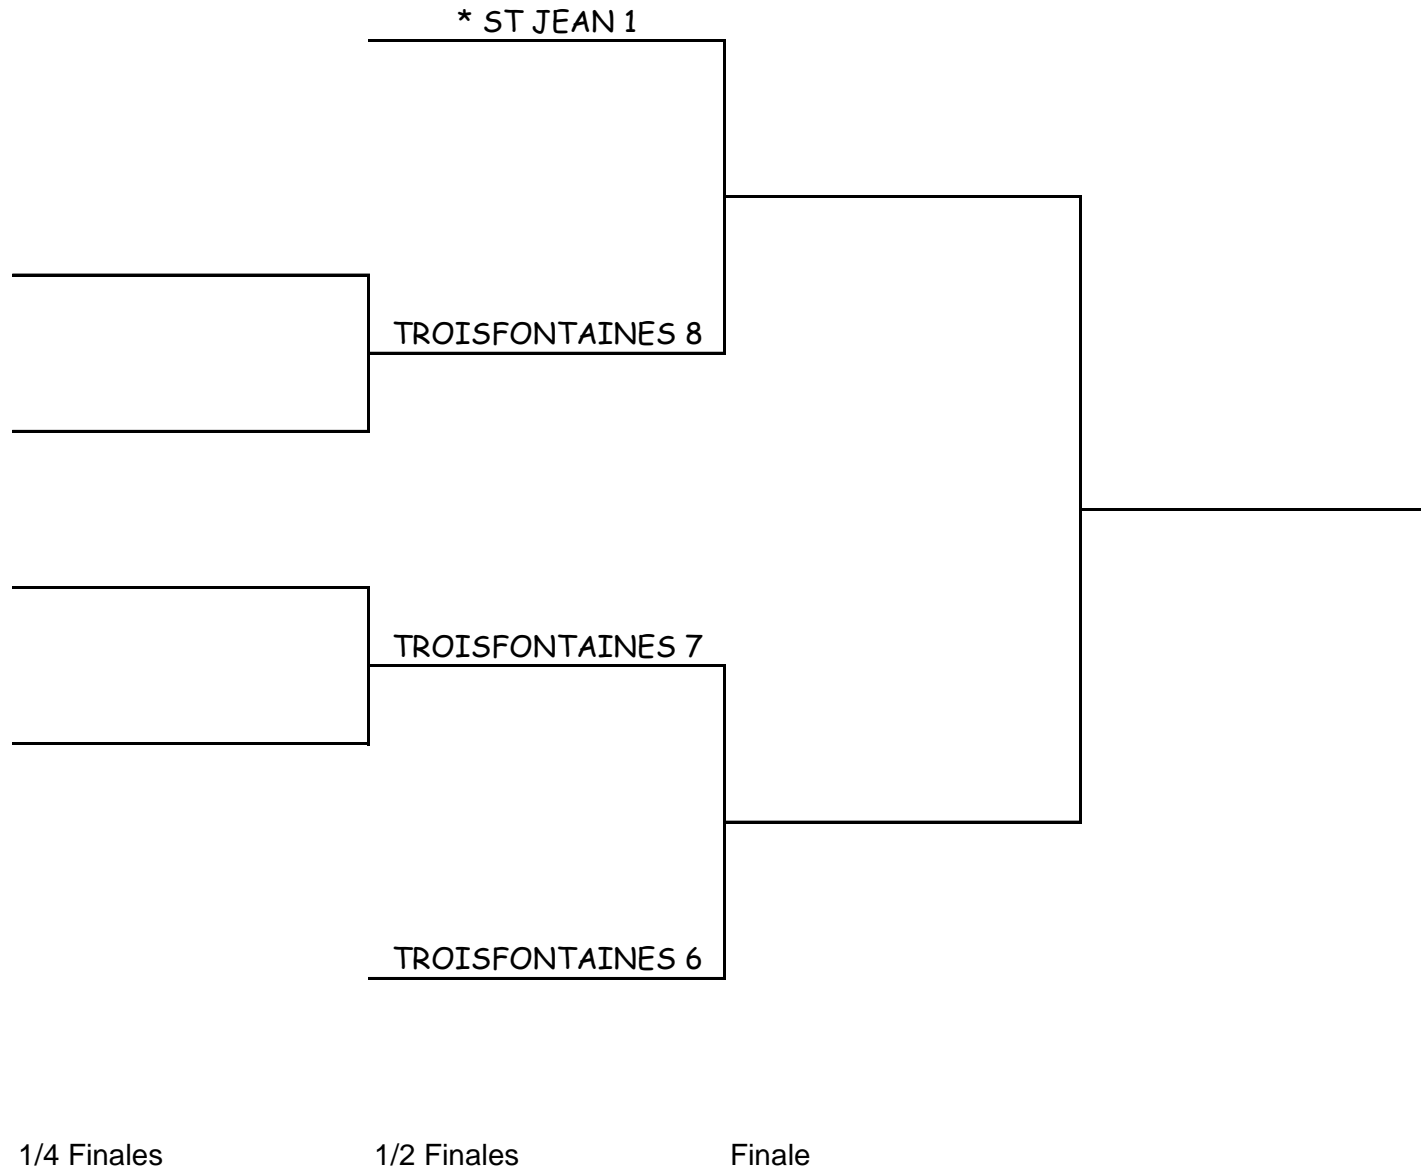 * ST JEAN 1
TROISFONTAINES 8
TROISFONTAINES 7
TROISFONTAINES 6
1/4 Finales
1/2 Finales
Finale